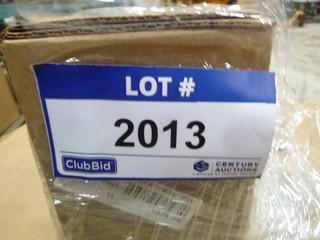 LOT #
2013
ClubBid
CENTURY
AUCTIONS